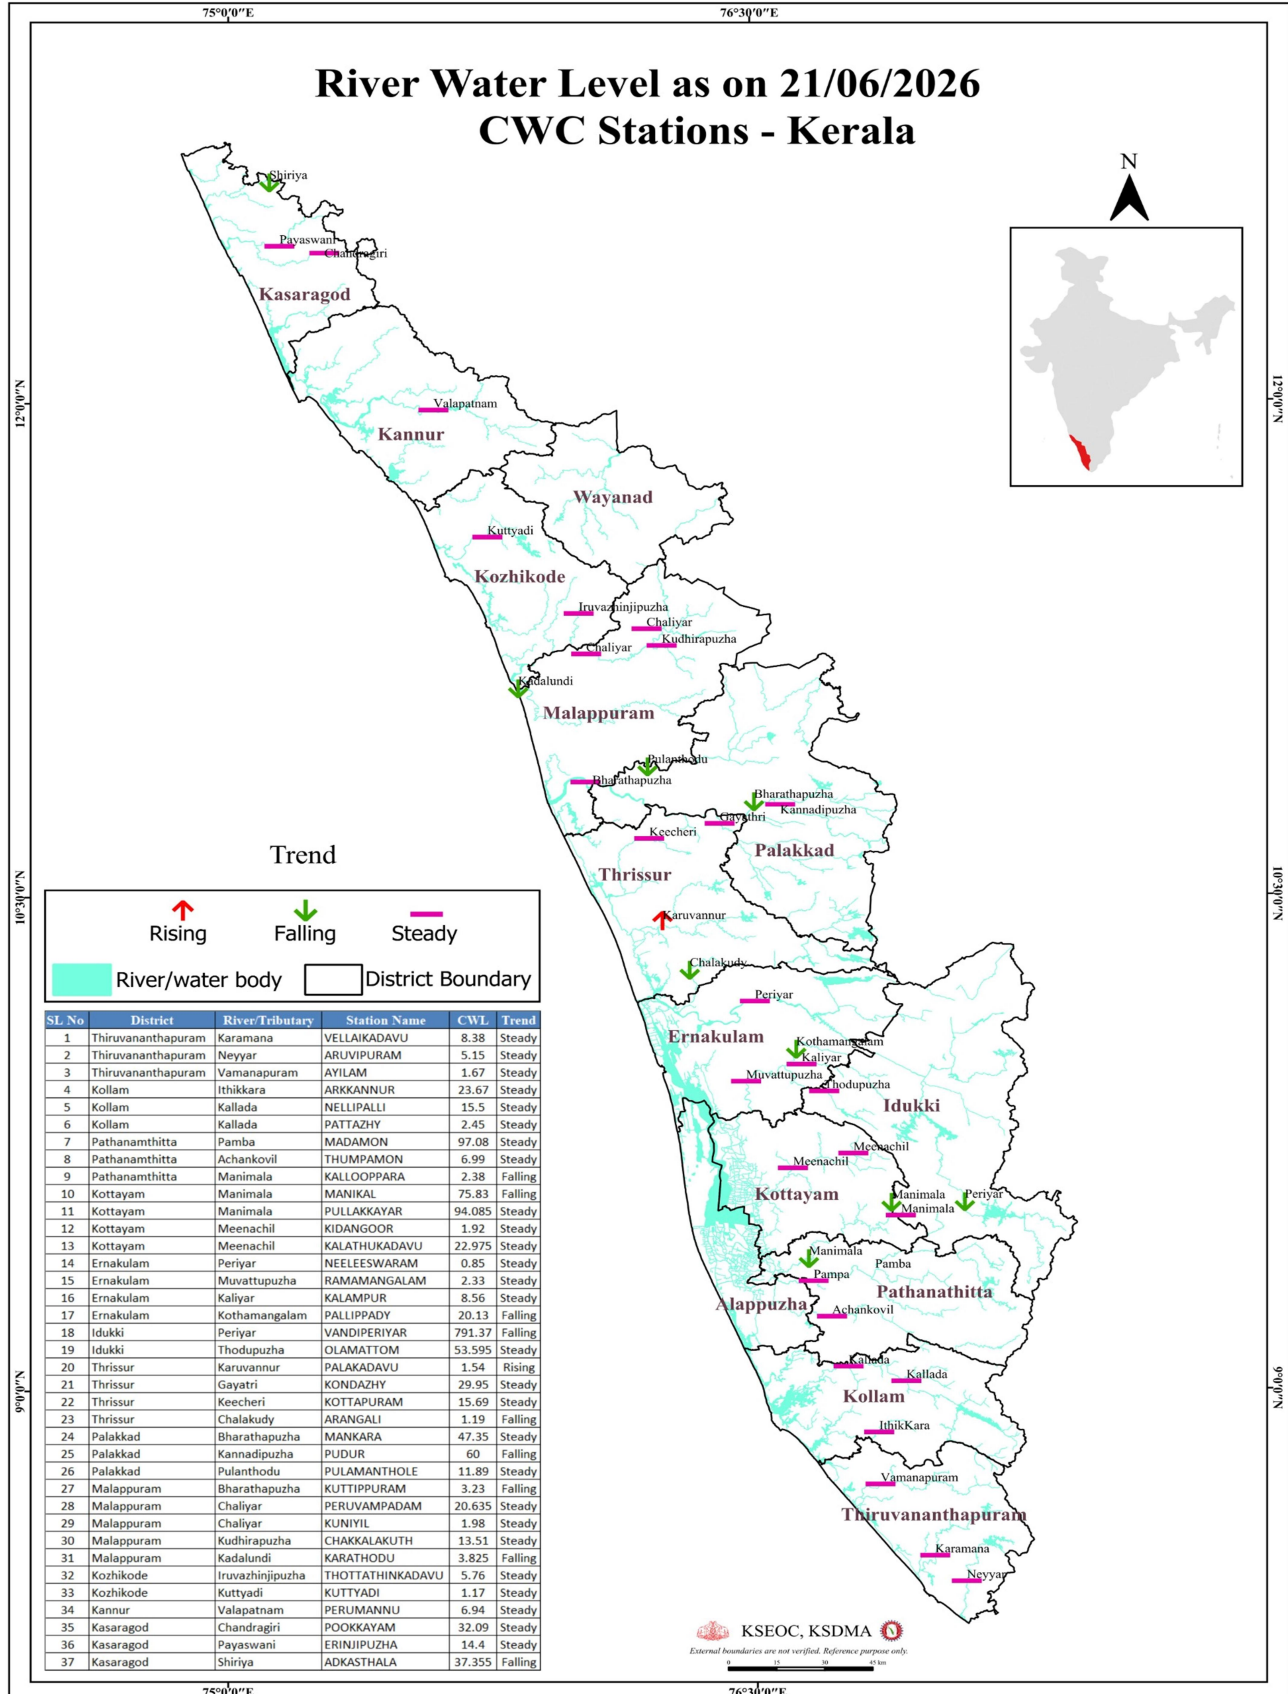 75°0'0"E 76°30'0"E
River Water Level as on 21/06/2026
CWC Stations - Kerala
N
Shiriya
Payaswani
Chandragiri
Kasaragod
12°0'0"N 12°0'0"N
Valapatnam
Kannur
Wayanad
Kuttyadi
Kozhikode
Iruvazhinjipuzha
Chaliyar
Kudhirapuzha
Chaliyar
Kadalundi
Malappuram
Pulanthodu
Bharathapuzha
Bharathapuzha
Kannadipuzha
Gayathri
Keecheri
Palakkad
Thrissur
Trend
10°30'0"N 10°30'0"N
Rising Falling Steady
River/water body District Boundary
Karuvannur
Chalakudy
Periyar
Ernakulam
Kothamangalam
Kaliyar
Muvattupuzha
Thodupuzha
Idukki
Meenachil
Meenachil
Kottayam
Manimala
Periyar
Manimala
Manimala
Pamba
Pampa
Pathanathitta
Alappuzha
Achankovil
Kallada
Kallada
Kollam
9°0'0"N 9°0'0"N
IthikKara
Vamanapuram
Thiruvananthapuram
Karamana
Neyyar
SL No District River/Tributary Station Name CWL Trend
1 Thiruvananthapuram Karamana VELLAIKADAVU 8.38 Steady
2 Thiruvananthapuram Neyyar ARUVIPURAM 5.15 Steady
3 Thiruvananthapuram Vamanapuram AYILAM 1.67 Steady
4 Kollam Ithikkara ARKKANNUR 23.67 Steady
5 Kollam Kallada NELLIPALLI 15.5 Steady
6 Kollam Kallada PATTAZHY 2.45 Steady
7 Pathanamthitta Pamba MADAMON 97.08 Steady
8 Pathanamthitta Achankovil THUMPAMON 6.99 Steady
9 Pathanamthitta Manimala KALLOOPPARA 2.38 Falling
10 Kottayam Manimala MANIKAL 75.83 Falling
11 Kottayam Manimala PULLAKKAYAR 94.085 Steady
12 Kottayam Meenachil KIDANGOOR 1.92 Steady
13 Kottayam Meenachil KALATHUKADAVU 22.975 Steady
14 Ernakulam Periyar NEELEESWARAM 0.85 Steady
15 Ernakulam Muvattupuzha RAMAMANGALAM 2.33 Steady
16 Ernakulam Kaliyar KALAMPUR 8.56 Steady
17 Ernakulam Kothamangalam PALLIPPADY 20.13 Falling
18 Idukki Periyar VANDIPERIYAR 791.37 Falling
19 Idukki Thodupuzha OLAMATTOM 53.595 Steady
20 Thrissur Karuvannur PALAKADAVU 1.54 Rising
21 Thrissur Gayatri KONDAZHY 29.95 Steady
22 Thrissur Keecheri KOTTAPURAM 15.69 Steady
23 Thrissur Chalakudy ARANGALI 1.19 Falling
24 Palakkad Bharathapuzha MANKARA 47.35 Steady
25 Palakkad Kannadipuzha PUDUR 60 Falling
26 Palakkad Pulanthodu PULAMANTHOLE 11.89 Steady
27 Malappuram Bharathapuzha KUTTIPPURAM 3.23 Falling
28 Malappuram Chaliyar PERUVAMPADAM 20.635 Steady
29 Malappuram Chaliyar KUNIYIL 1.98 Steady
30 Malappuram Kudhirapuzha CHAKKALAKUTH 13.51 Steady
31 Malappuram Kadalundi KARATHODU 3.825 Falling
32 Kozhikode Iruvazhinjipuzha THOTTATHINKADAVU 5.76 Steady
33 Kozhikode Kuttyadi KUTTYADI 1.17 Steady
34 Kannur Valapatnam PERUMANNU 6.94 Steady
35 Kasaragod Chandragiri POOKKAYAM 32.09 Steady
36 Kasaragod Payaswani ERINJIPUZHA 14.4 Steady
37 Kasaragod Shiriya ADKASTHALA 37.355 Falling
KSEOC, KSDMA
External boundaries are not verified. Reference purpose only.
0 15 30 45 km
75°0'0"E 76°30'0"E